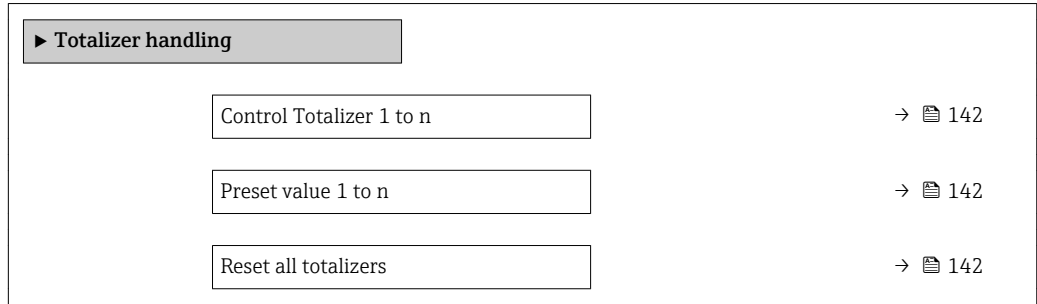 ▶ Totalizer handling
Control Totalizer 1 to n → 🖹 142
Preset value 1 to n → 🖹 142
Reset all totalizers → 🖹 142